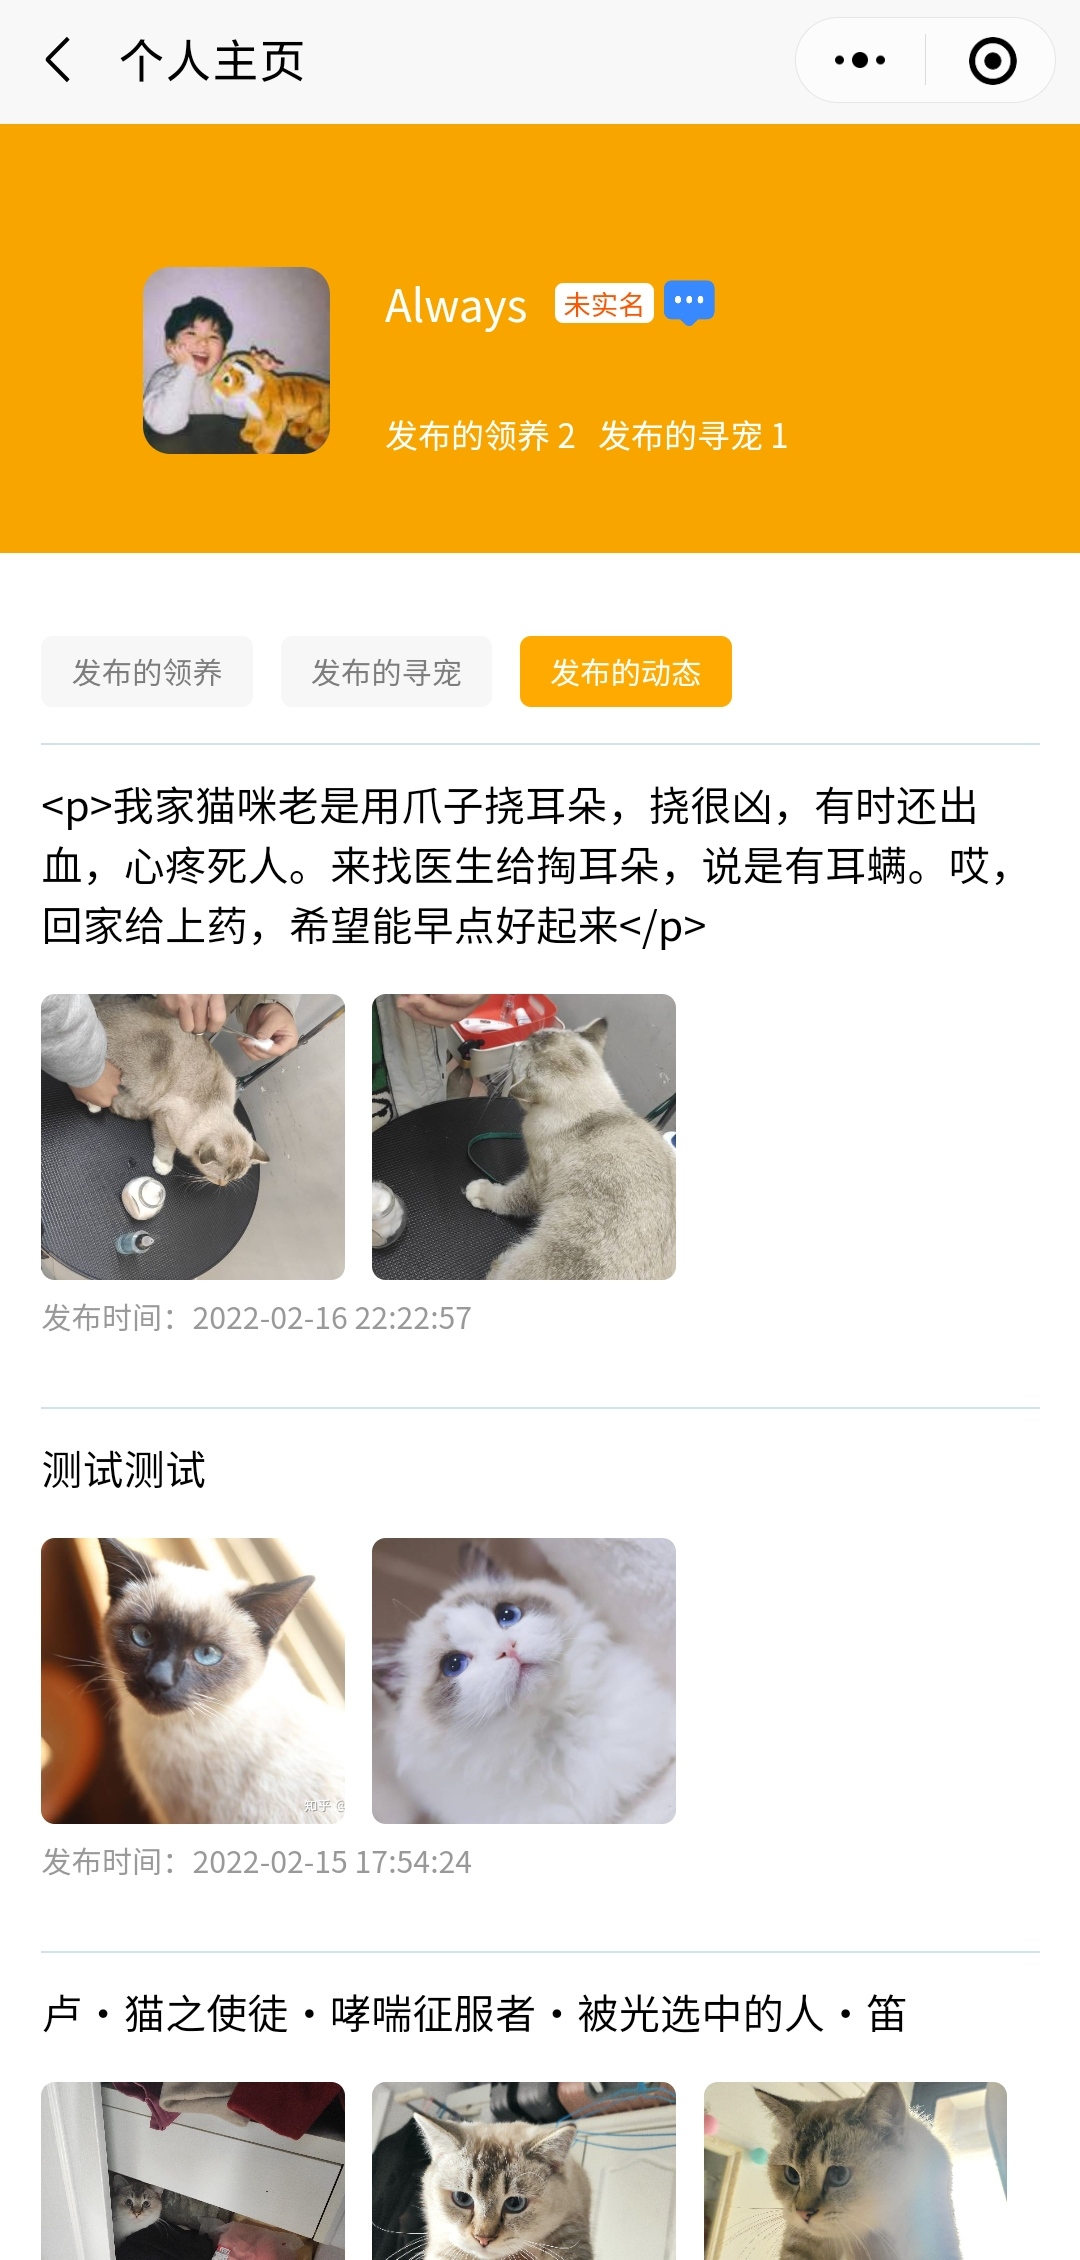 个人主页
Always 未实名
发布的领养 2 发布的寻宠 1
发布的领养 发布的寻宠 发布的动态
<p>我家猫咪老是用爪子挠耳朵，挠很凶，有时还出
血，心疼死人。来找医生给掏耳朵，说是有耳螨。哎，
回家给上药，希望能早点好起来</p>
发布时间：2022-02-16 22:22:57
测试测试
知乎 @
发布时间：2022-02-15 17:54:24
卢·猫之使徒·哮喘征服者·被光选中的人·笛